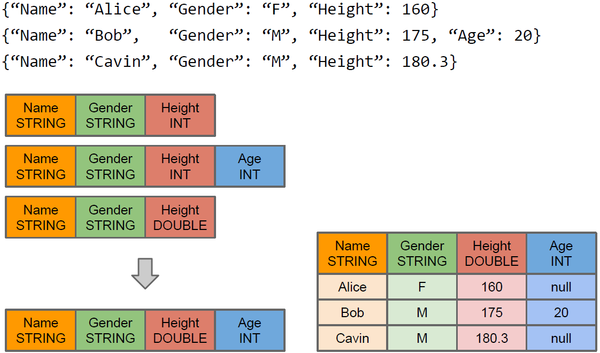 {“Name”: “Alice”, “Gender”: “F”, “Height”: 160}
{“Name”: “Bob”,   “Gender”: “M”, “Height”: 175, “Age”: 20}
{“Name”: “Cavin”, “Gender”: “M”, “Height”: 180.3}
Name Gender Height
STRING STRING INT
Name Gender Height Age
STRING STRING INT INT
Name Gender Height
STRING STRING DOUBLE
Name Gender Height Age
STRING STRING INT INT
Name Gender Height Age
STRING STRING DOUBLE INT
Alice F 160 null
Bob M 175 20
Cavin M 180.3 null